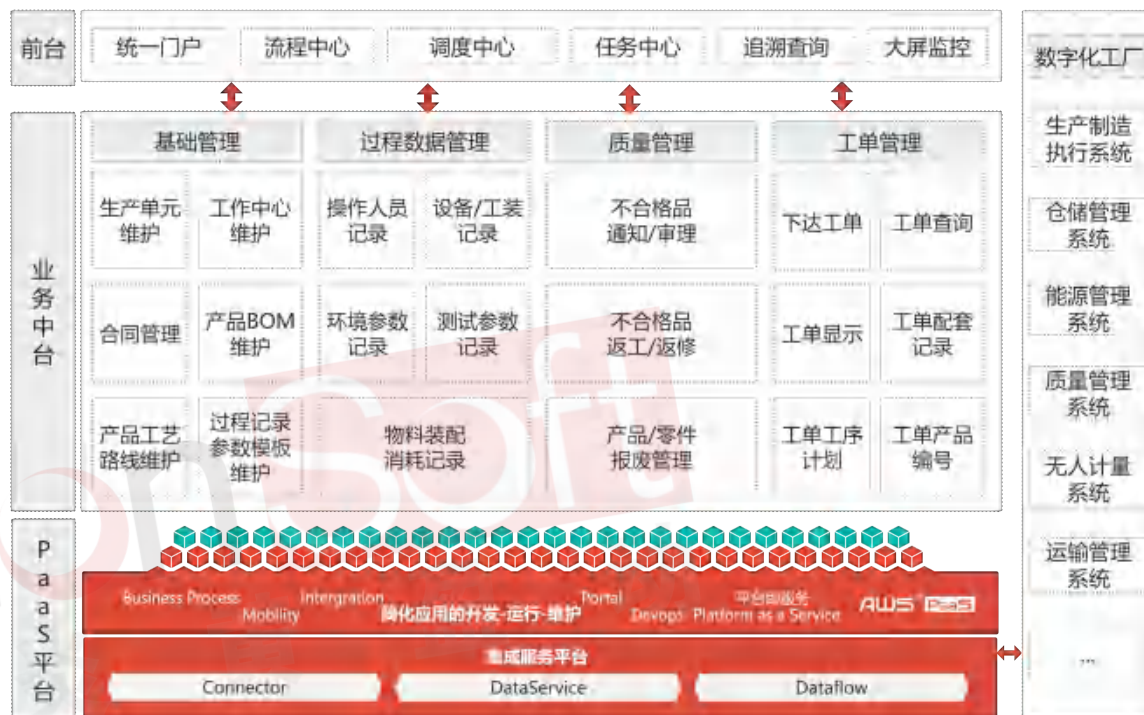 前台
统一门户
流程中心
调度中心
任务中心
追溯查询
大屏监控
业务中台
基础管理
过程数据管理
质量管理
工单管理
生产单元
维护
工作中心
维护
操作人员
记录
设备/工装
记录
不合格品
通知/审理
下达工单
工单查询
合同管理
产品BOM
维护
环境参数
记录
测试参数
记录
不合格品
返工/返修
工单显示
工单配套
记录
产品工艺
路线维护
过程记录
参数模板
维护
物料装配
消耗记录
产品/零件
报废管理
工单工序
计划
工单产品
编号
onSoft
PaaS平台
Business Process
Mobility
Intergration
简化应用的开发-运行-维护
Portal
Devops
平台即服务
Platform as a Service
AWS PaaS
集成服务平台
Connector
DataService
Dataflow
数字化工厂
生产制造
执行系统
仓储管理
系统
能源管理
系统
质量管理
系统
无人计量
系统
运输管理
系统
...